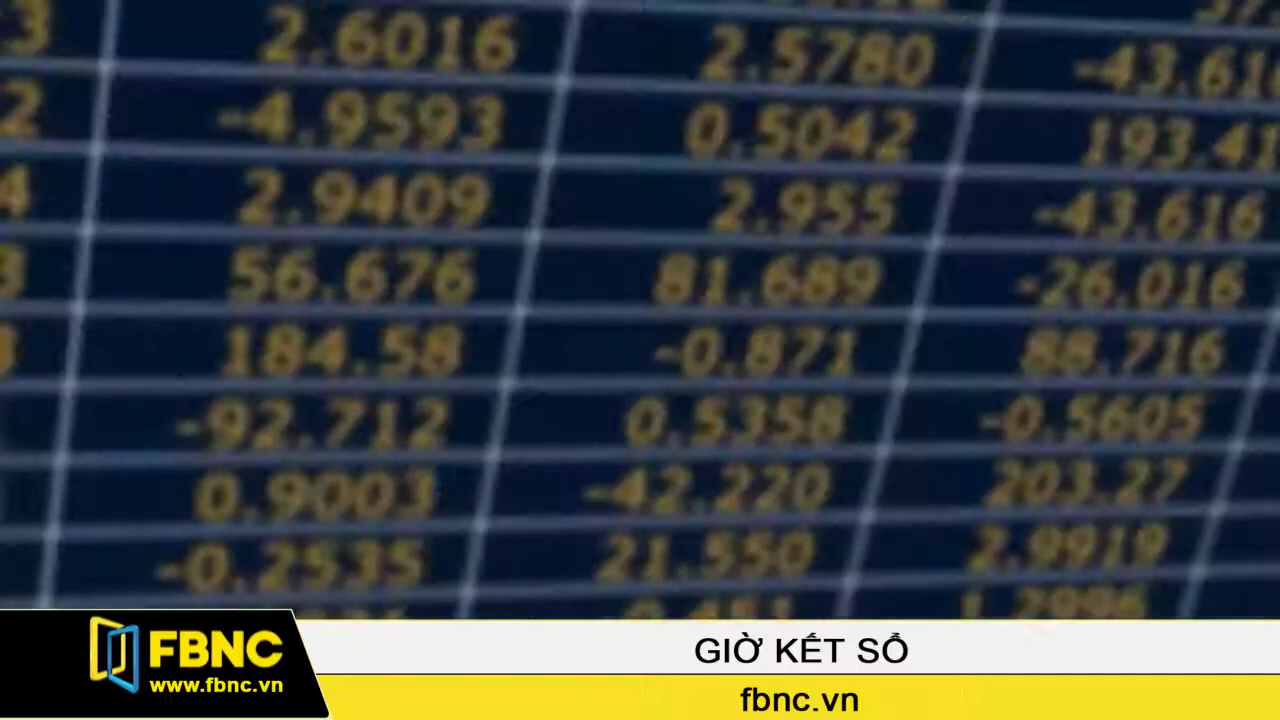 2.6016 2.5780
-4.9593 0.5042
2.9409 2.955 -43.616
56.676 81.689 -26.016
184.58 -0.871 88.716
-92.712 0.5358 -0.5605
0.9003 -42.220 203.27
-0.2535 21.550 2.9919
FBNC
www.fbnc.vn
GIỜ KẾT SỔ
fbnc.vn